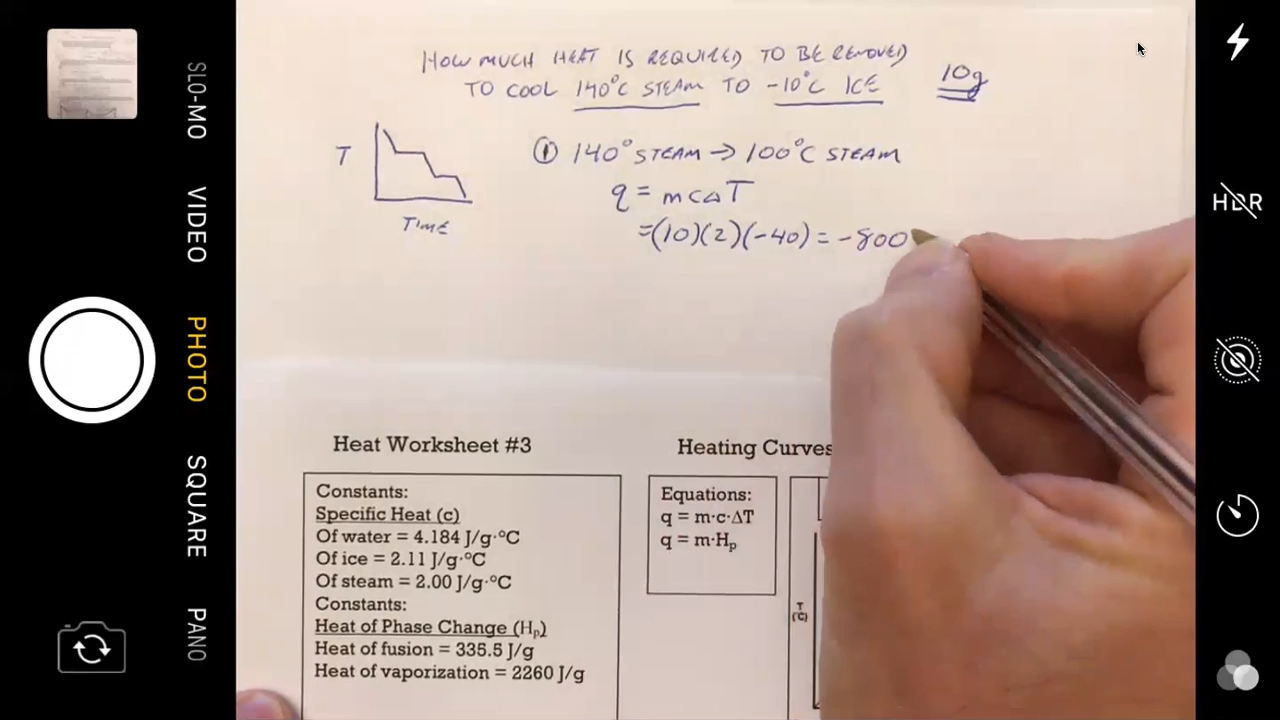 HOW MUCH HEAT IS REQUIRED TO BE REMOVED
TO COOL 140°C STEAM TO -10°C ICE
10g
T
TIME
① 140° STEAM → 100°C STEAM
q = mc△T
=(10)(2)(-40) = -800
Heat Worksheet #3
Constants:
Specific Heat (c)
Of water = 4.184 J/g·°C
Of ice = 2.11 J/g·°C
Of steam = 2.00 J/g·°C
Constants:
Heat of Phase Change (Hₚ)
Heat of fusion = 335.5 J/g
Heat of vaporization = 2260 J/g
Heating Curves
Equations:
q = m·c·ΔT
q = m·Hₚ
T
(°C)
SLO-MO
VIDEO
PHOTO
SQUARE
PANO
HDR